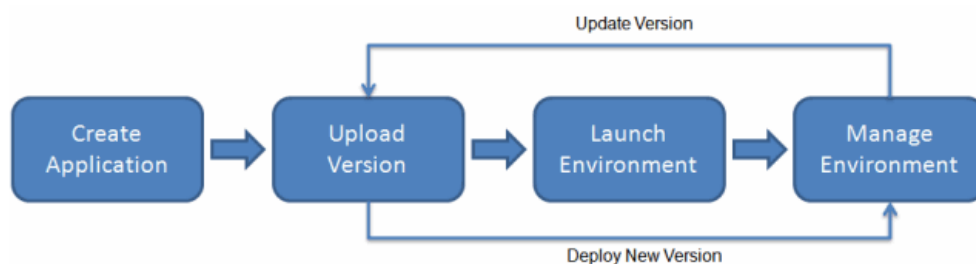 Update Version
Create
Application
Upload
Version
Launch
Environment
Manage
Environment
Deploy New Version